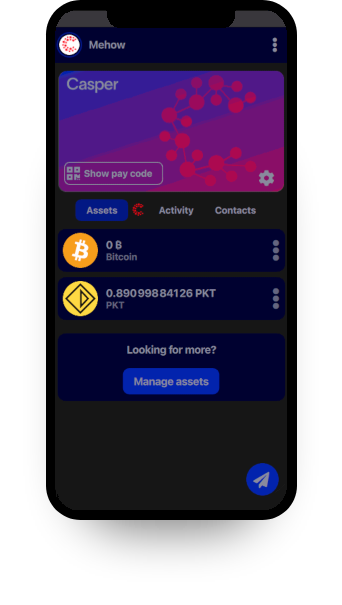 Mehow
Casper
Show pay code
Assets
Activity
Contacts
0 ₿
Bitcoin
0.89099884126 PKT
PKT
Looking for more?
Manage assets